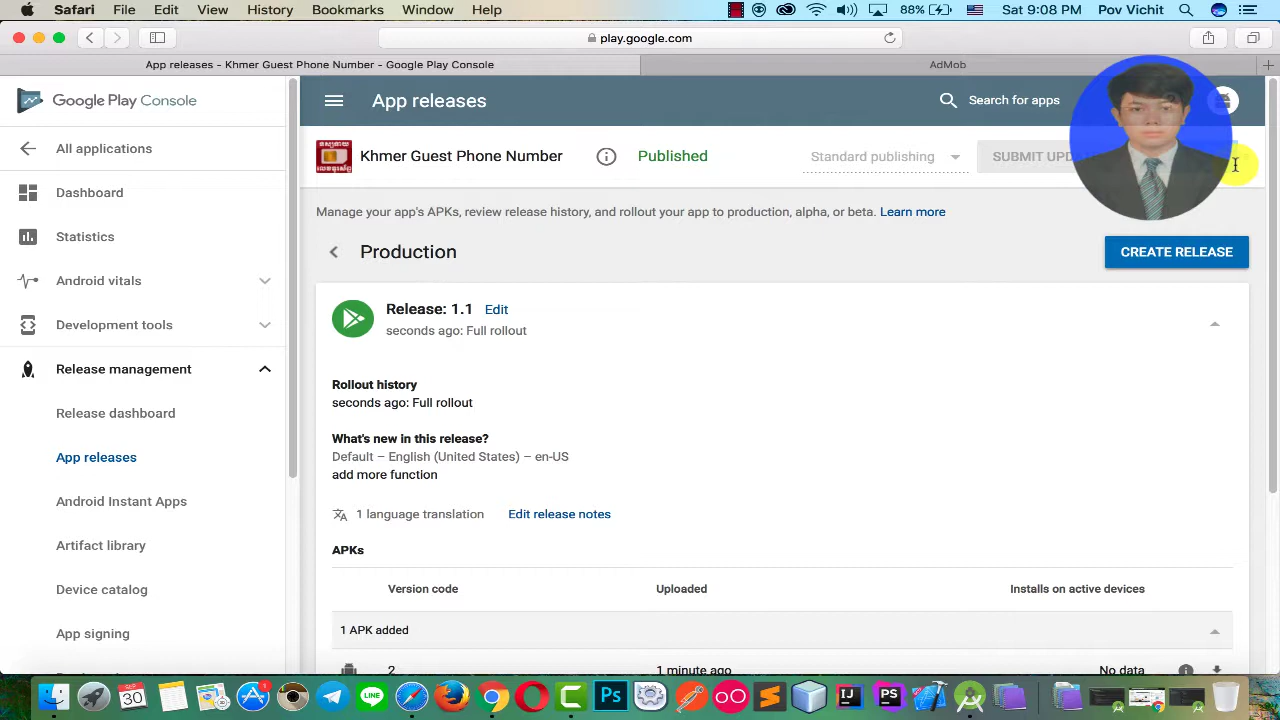 Safari File Edit View History Bookmarks Window Help 88% Sat 9:08 PM Pov Vichit
play.google.com
App releases - Khmer Guest Phone Number - Google Play Console
AdMob
Google Play Console
App releases
Search for apps
All applications
Khmer Guest Phone Number
Published
Standard publishing
SUBMIT UPD
Dashboard
Manage your app's APKs, review release history, and rollout your app to production, alpha, or beta. Learn more
Statistics
Production
CREATE RELEASE
Android vitals
Release: 1.1 Edit
seconds ago: Full rollout
Development tools
Release management
Rollout history
seconds ago: Full rollout
Release dashboard
What's new in this release?
Default – English (United States) – en-US
add more function
App releases
Android Instant Apps
1 language translation
Edit release notes
Artifact library
APKs
Device catalog
Version code
Uploaded
Installs on active devices
App signing
1 APK added
2
1 minute ago
No data
SEP
30
1
LINE
Ps
IJ
PS